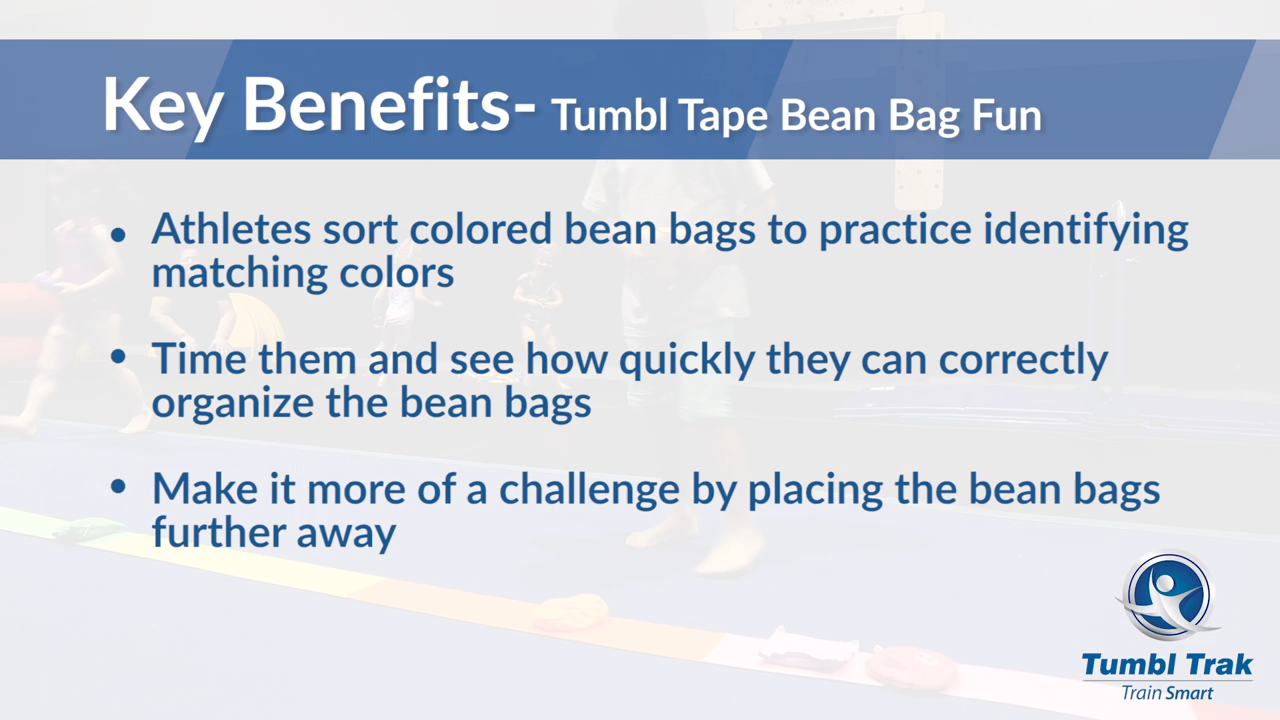 Key Benefits- Tumbl Tape Bean Bag Fun
• Athletes sort colored bean bags to practice identifying
matching colors
• Time them and see how quickly they can correctly
organize the bean bags
• Make it more of a challenge by placing the bean bags
further away
Tumbl Trak
Train Smart